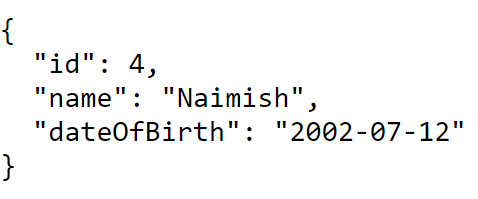 {
  "id": 4,
  "name": "Naimish",
  "dateOfBirth": "2002-07-12"
}